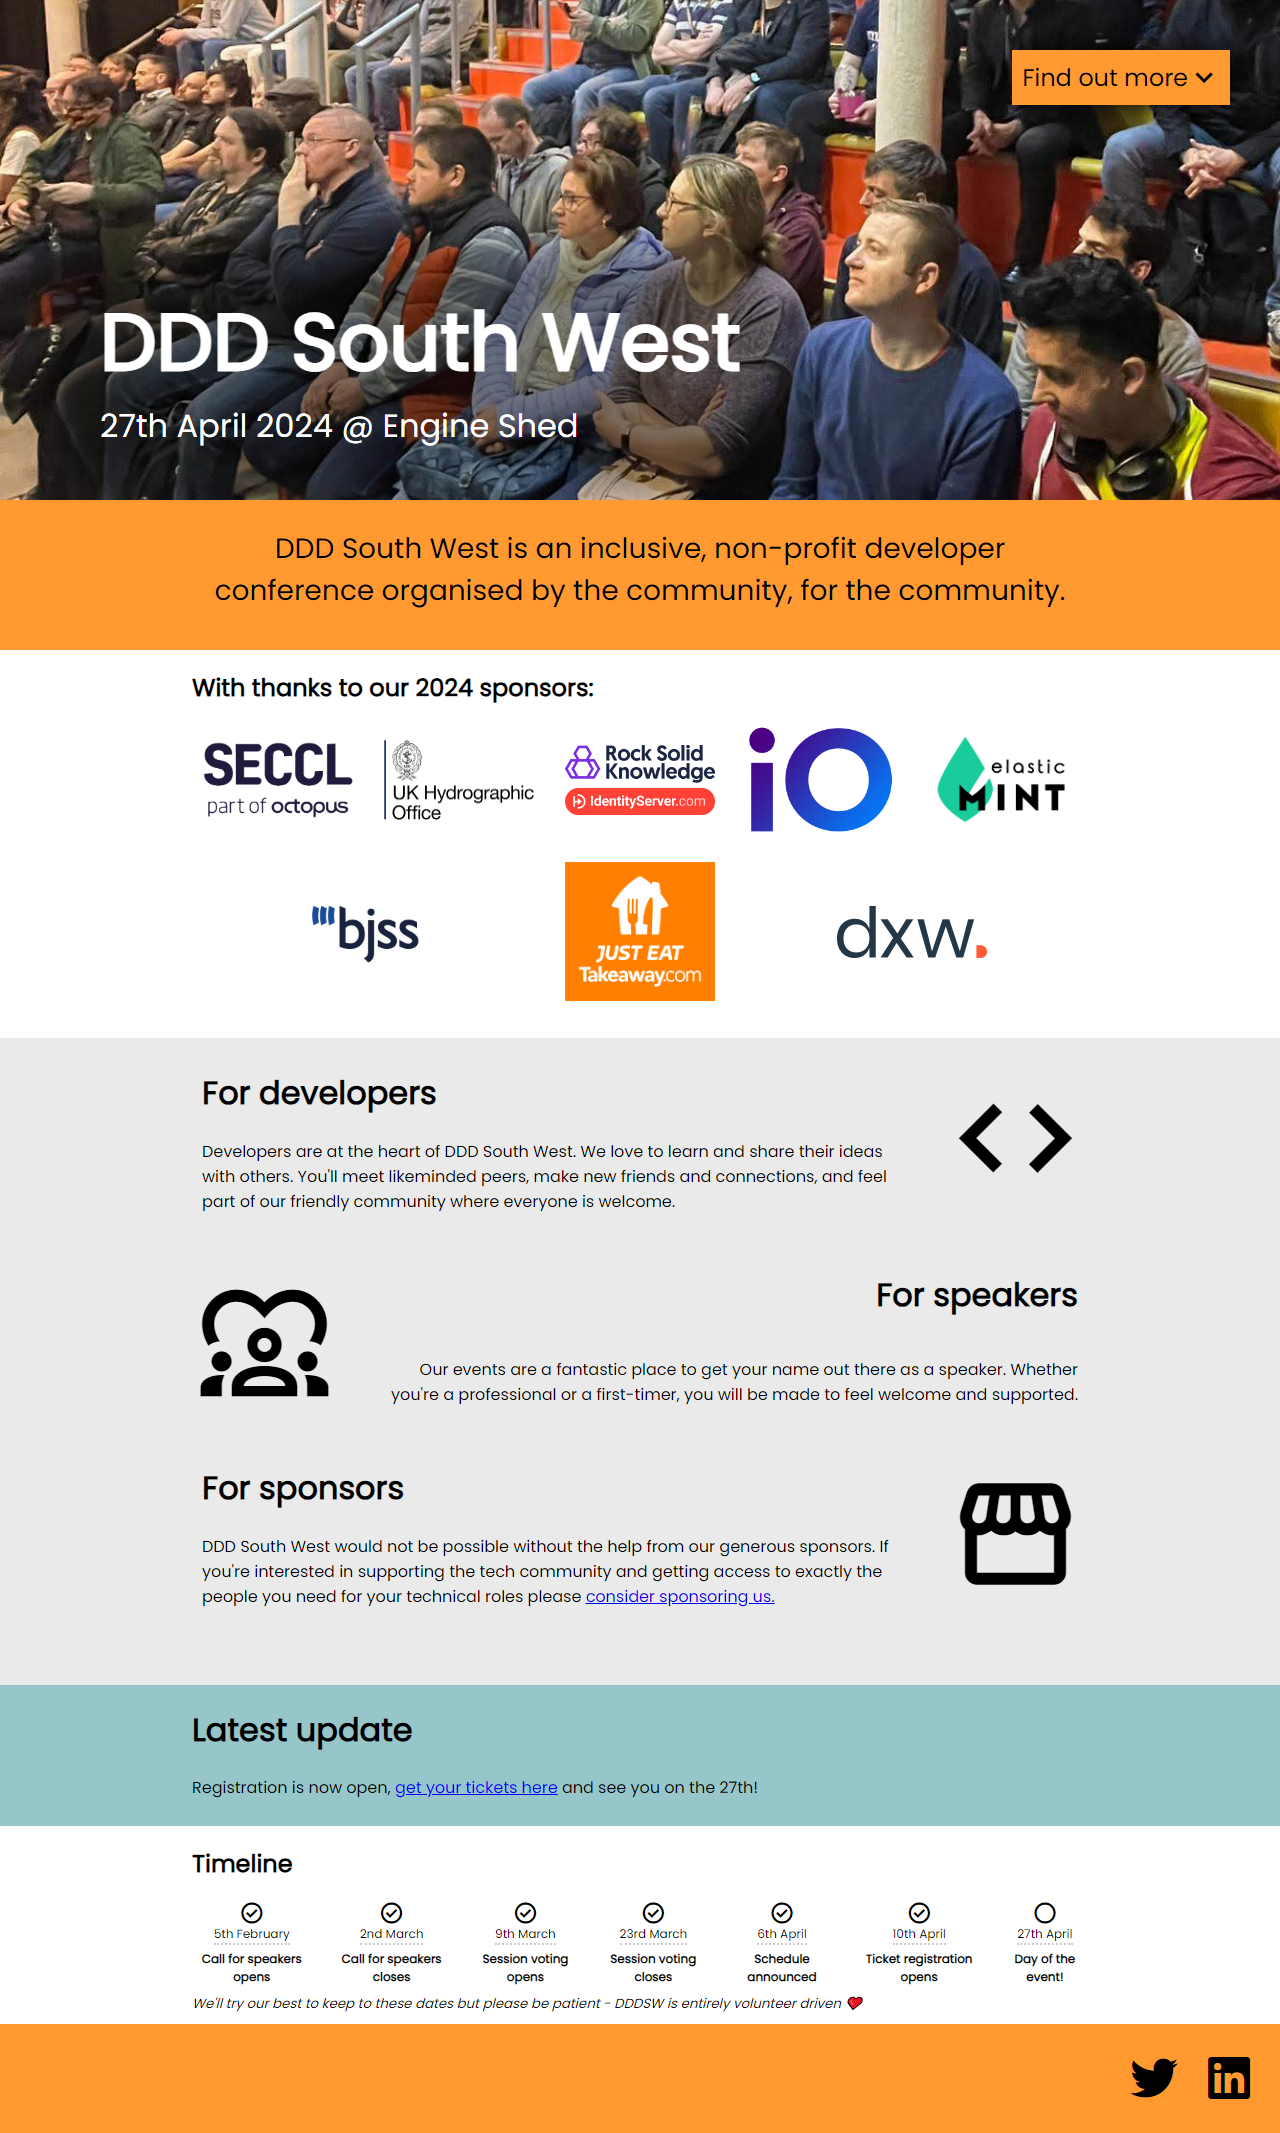 Find out more
DDD South West
27th April 2024 @ Engine Shed
DDD South West is an inclusive, non-profit developer
conference organised by the community, for the community.
With thanks to our 2024 sponsors:
SECCL
part of octopus
UK Hydrographic
Office
Rock Solid
Knowledge
IdentityServer.com
iO
elastic
MINT
bjss
JUST EAT
Takeaway.com
dxw.
For developers
Developers are at the heart of DDD South West. We love to learn and share their ideas
with others. You'll meet likeminded peers, make new friends and connections, and feel
part of our friendly community where everyone is welcome.
For speakers
Our events are a fantastic place to get your name out there as a speaker. Whether
you're a professional or a first-timer, you will be made to feel welcome and supported.
For sponsors
DDD South West would not be possible without the help from our generous sponsors. If
you're interested in supporting the tech community and getting access to exactly the
people you need for your technical roles please consider sponsoring us.
Latest update
Registration is now open, get your tickets here and see you on the 27th!
Timeline
5th February
Call for speakers
opens
2nd March
Call for speakers
closes
9th March
Session voting
opens
23rd March
Session voting
closes
6th April
Schedule
announced
10th April
Ticket registration
opens
27th April
Day of the
event!
We'll try our best to keep to these dates but please be patient - DDDSW is entirely volunteer driven ❤️
in